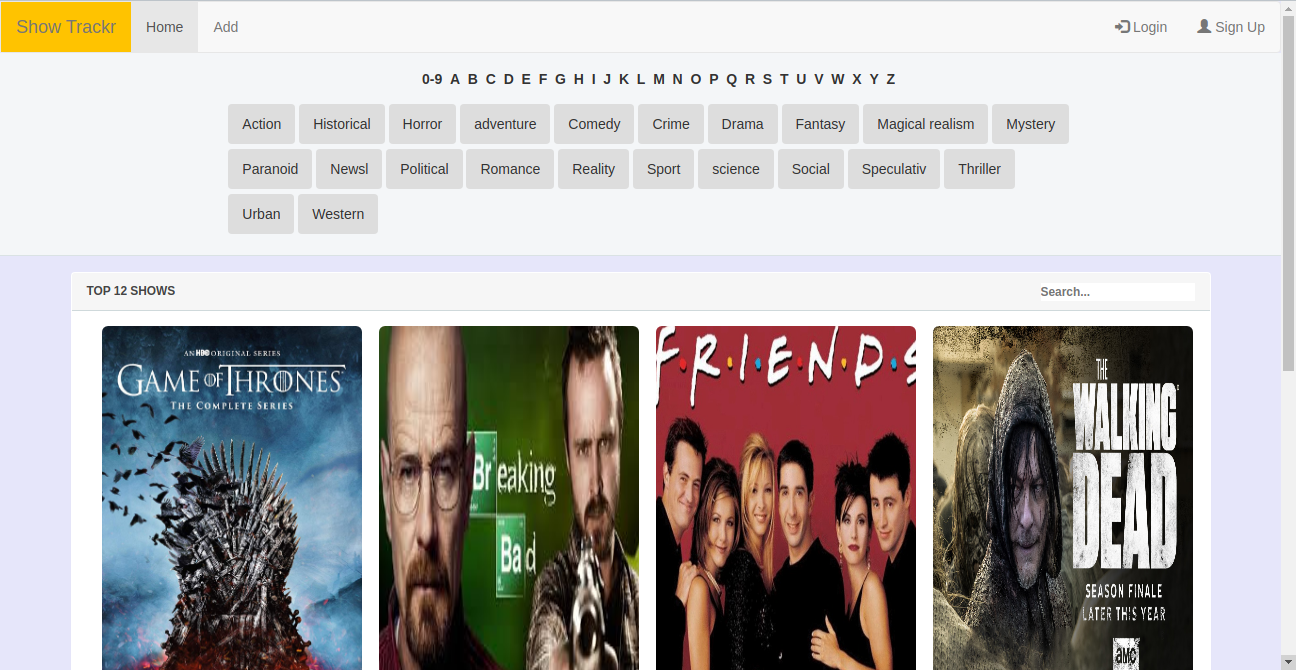 Show Trackr Home Add Login Sign Up
0-9 A B C D E F G H I J K L M N O P Q R S T U V W X Y Z
Action Historical Horror adventure Comedy Crime Drama Fantasy Magical realism Mystery
Paranoid Newsl Political Romance Reality Sport science Social Speculativ Thriller
Urban Western
TOP 12 SHOWS Search...
AN HBO ORIGINAL SERIES
GAME OF THRONES
THE COMPLETE SERIES
Breaking
Bad
FRIENDS
THE
WALKING
DEAD
SEASON FINALE
LATER THIS YEAR
amc